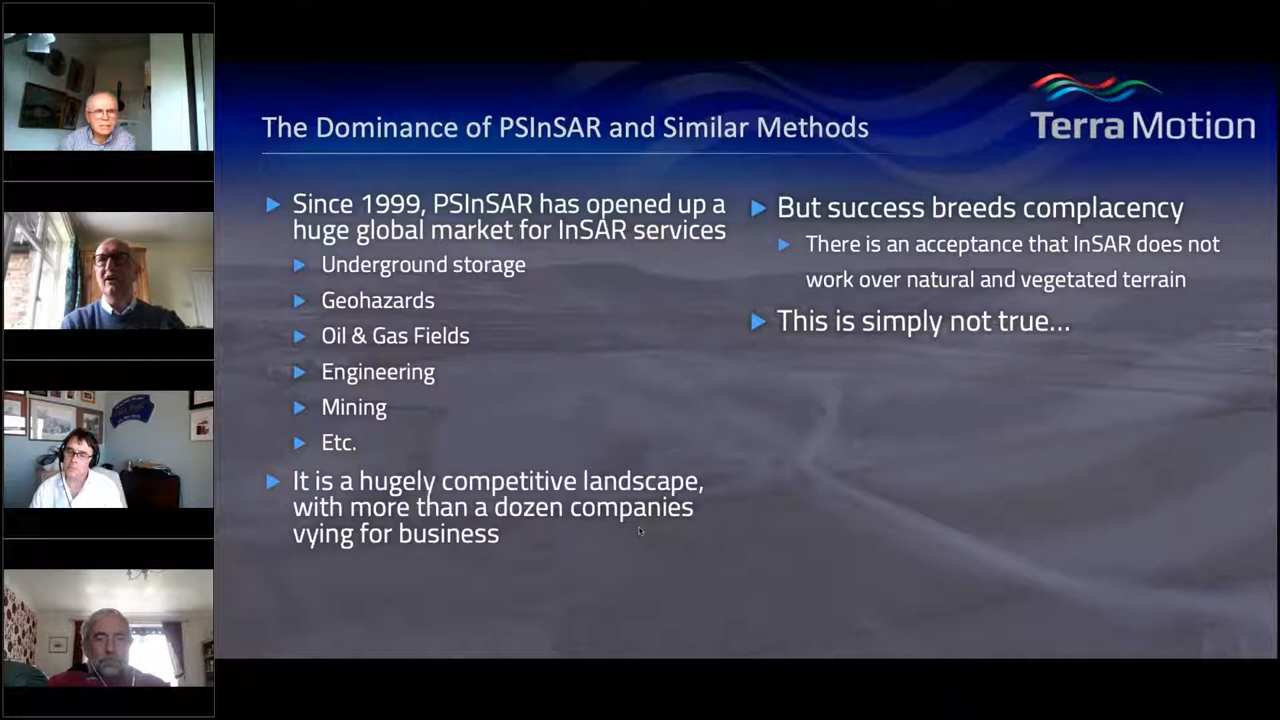 Terra Motion
The Dominance of PSInSAR and Similar Methods
Since 1999, PSInSAR has opened up a
huge global market for InSAR services
Underground storage
Geohazards
Oil & Gas Fields
Engineering
Mining
Etc.
It is a hugely competitive landscape,
with more than a dozen companies
vying for business
But success breeds complacency
There is an acceptance that InSAR does not
work over natural and vegetated terrain
This is simply not true...